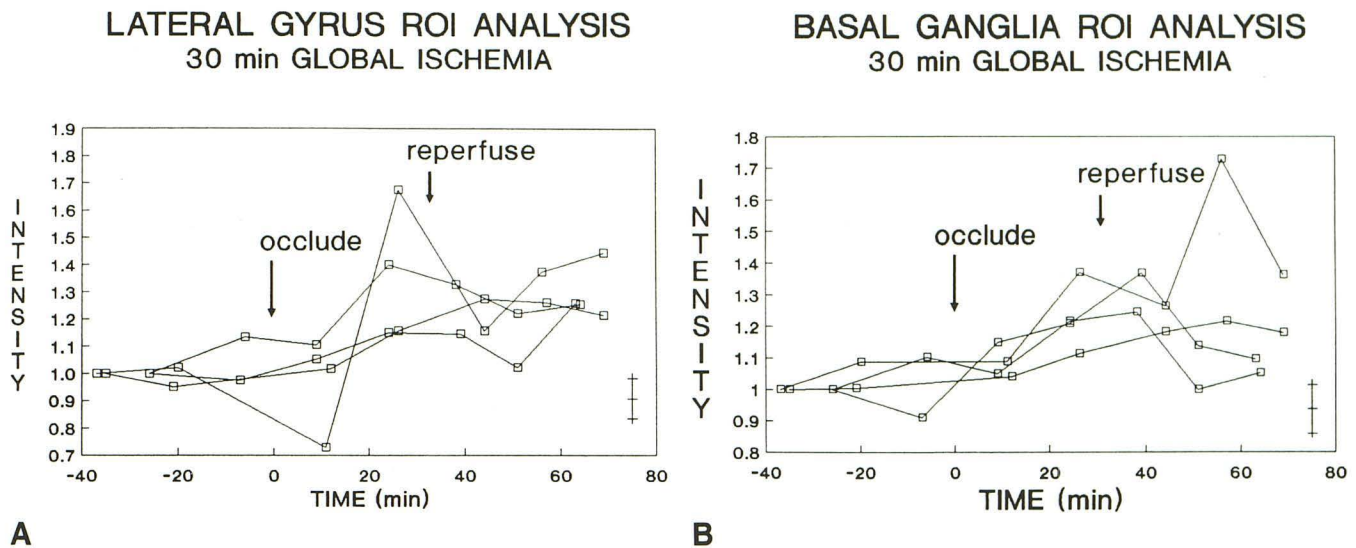 LATERAL GYRUS ROI ANALYSIS
30 min GLOBAL ISCHEMIA
1.9
1.8
1.7
1.6
1.5
1.4
1.3
1.2
1.1
1.0
0.9
0.8
0.7
INTENSITY
occlude
reperfuse
-40 -20 0 20 40 60 80
TIME (min)
A
BASAL GANGLIA ROI ANALYSIS
30 min GLOBAL ISCHEMIA
1.8
1.7
1.6
1.5
1.4
1.3
1.2
1.1
1
0.9
0.8
INTENSITY
occlude
reperfuse
-40 -20 0 20 40 60 80
TIME (min)
B